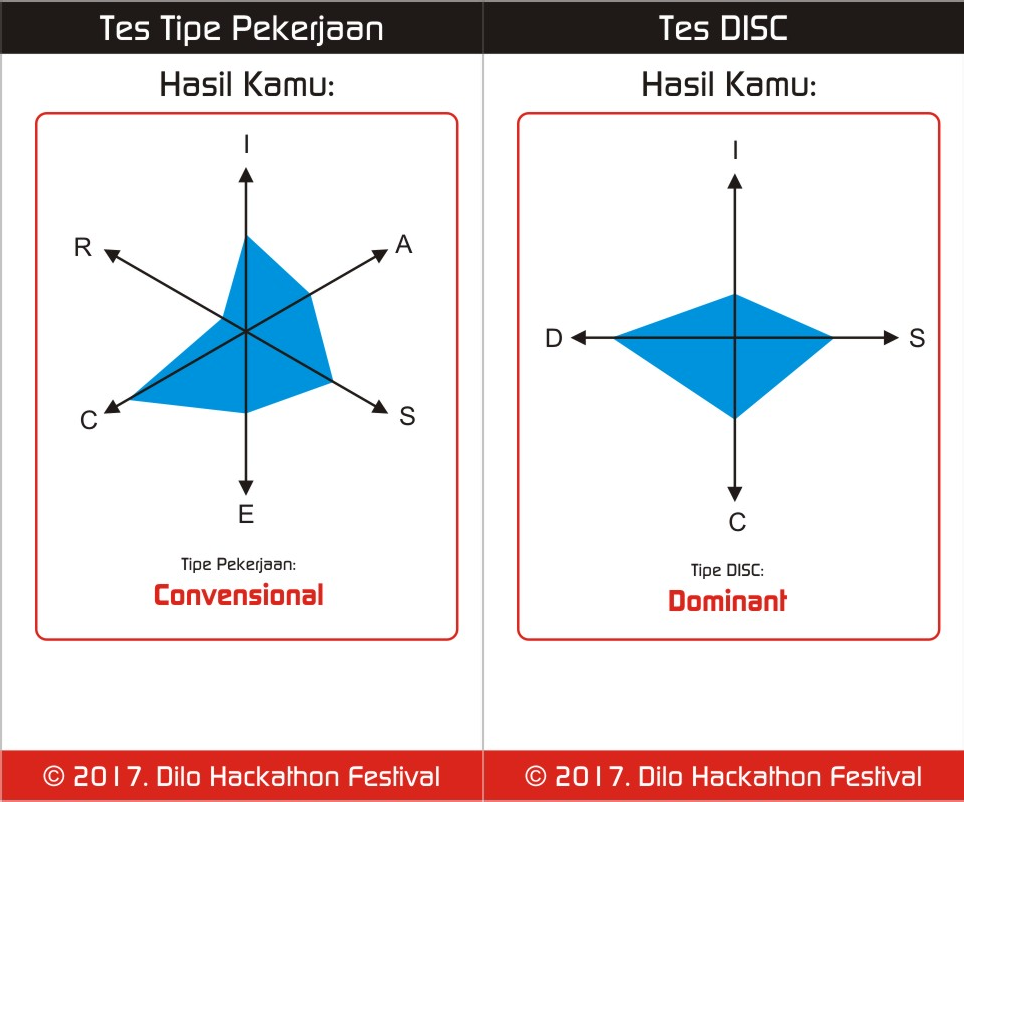 Tes Tipe Pekerjaan
Hasil Kamu:
I
R
A
C
S
E
Tipe Pekerjaan:
Convensional
© 2017. Dilo Hackathon Festival
Tes DISC
Hasil Kamu:
I
D
S
C
Tipe DISC:
Dominant
© 2017. Dilo Hackathon Festival